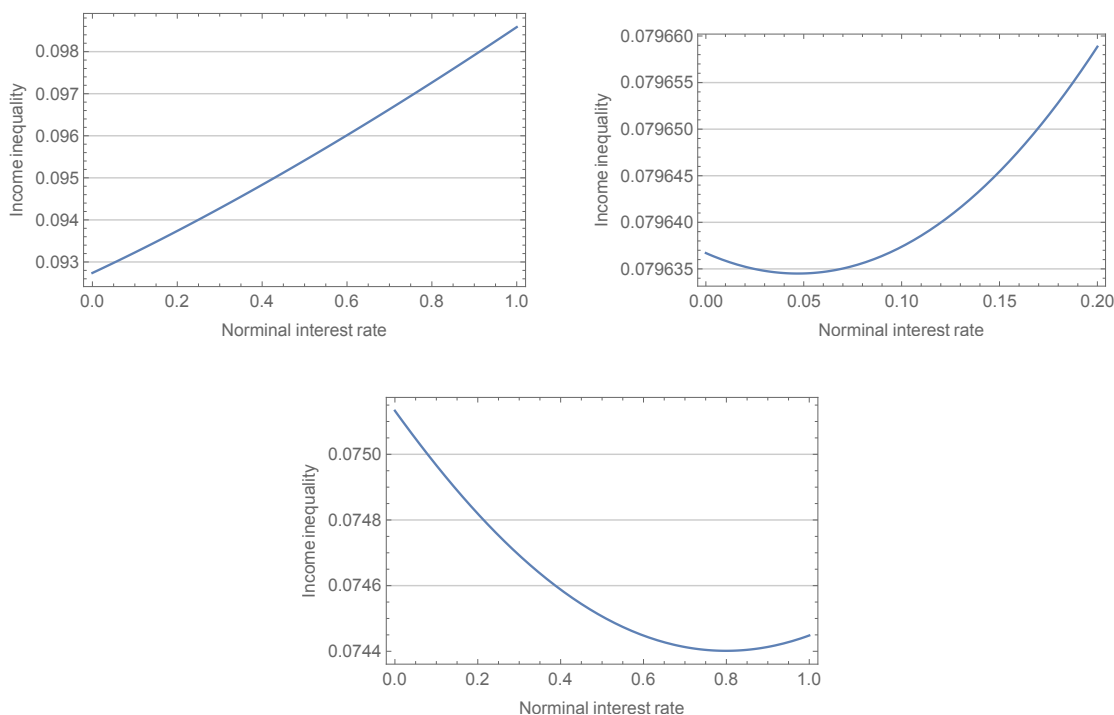 0.098
0.097
0.096
0.095
0.094
0.093
Income inequality
0.0 0.2 0.4 0.6 0.8 1.0
Norminal interest rate
0.079660
0.079655
0.079650
0.079645
0.079640
0.079635
Income inequality
0.00 0.05 0.10 0.15 0.20
Norminal interest rate
0.0750
0.0748
0.0746
0.0744
Income inequality
0.0 0.2 0.4 0.6 0.8 1.0
Norminal interest rate